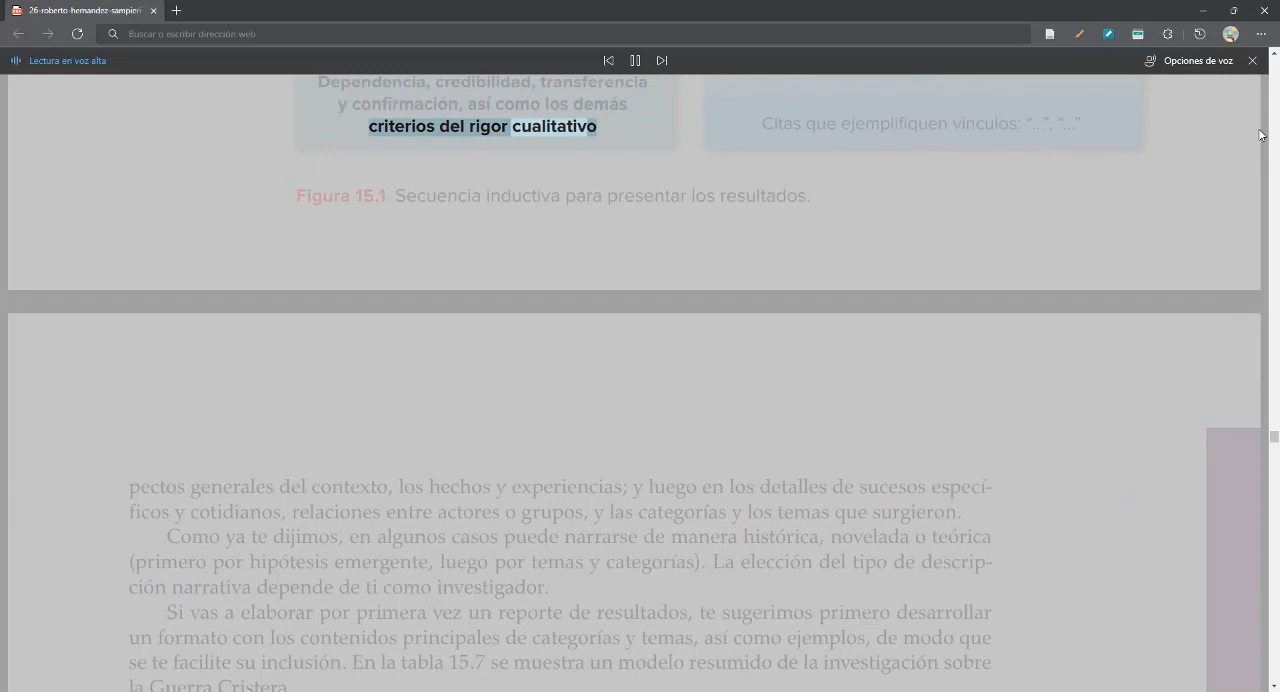 26-roberto-hernandez-sampieri
Buscar o escribir dirección web
Lectura en voz alta
Opciones de voz
Dependencia, credibilidad, transferencia
y confirmación, así como los demás
criterios del rigor cualitativo
Citas que ejemplifiquen vínculos: “...”, “...”
Figura 15.1 Secuencia inductiva para presentar los resultados.
pectos generales del contexto, los hechos y experiencias; y luego en los detalles de sucesos especí-
ficos y cotidianos, relaciones entre actores o grupos, y las categorías y los temas que surgieron.
Como ya te dijimos, en algunos casos puede narrarse de manera histórica, novelada o teórica
(primero por hipótesis emergente, luego por temas y categorías). La elección del tipo de descrip-
ción narrativa depende de ti como investigador.
Si vas a elaborar por primera vez un reporte de resultados, te sugerimos primero desarrollar
un formato con los contenidos principales de categorías y temas, así como ejemplos, de modo que
se te facilite su inclusión. En la tabla 15.7 se muestra un modelo resumido de la investigación sobre
la Guerra Cristera.